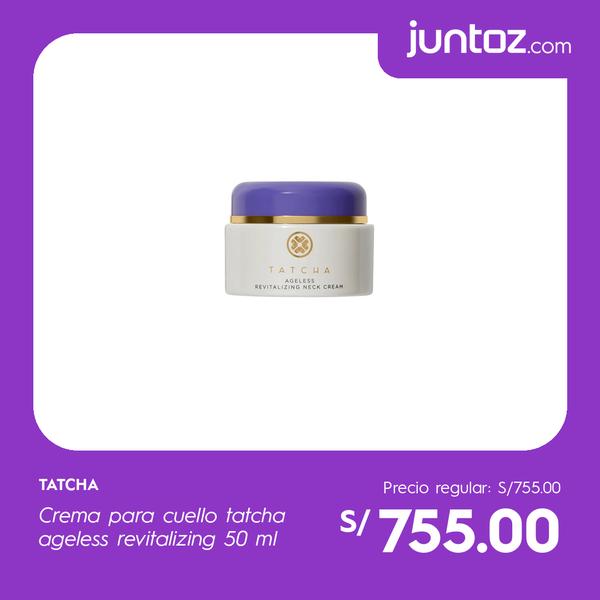 juntoz.com
TATCHA
AGELESS
REVITALIZING NECK CREAM
TATCHA
Crema para cuello tatcha
ageless revitalizing 50 ml
Precio regular: S/755.00
S/ 755.00